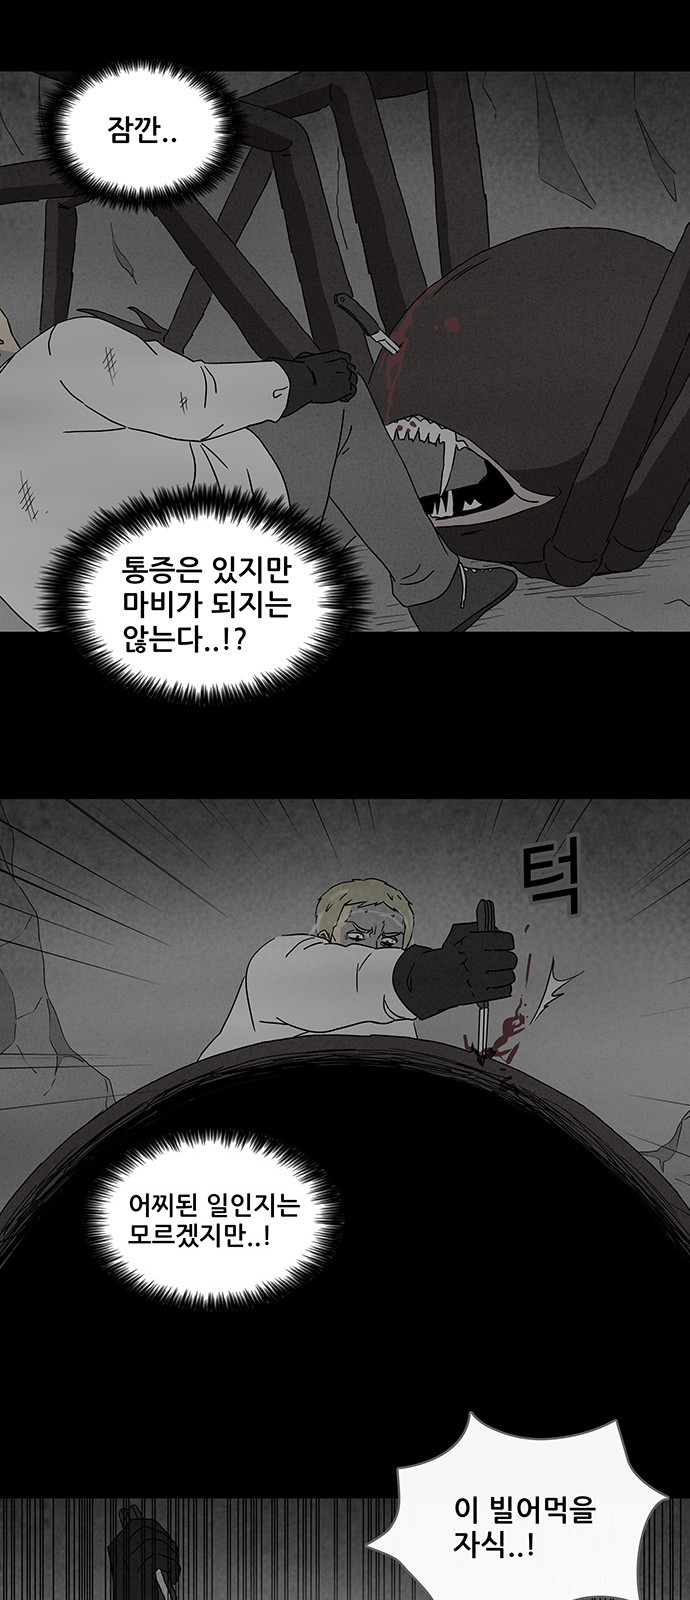 잠깐..
통증은 있지만
마비가 되지는
않는다..!?
턱
어찌된 일인지는
모르겠지만..!
이 빌어먹을
자식..!